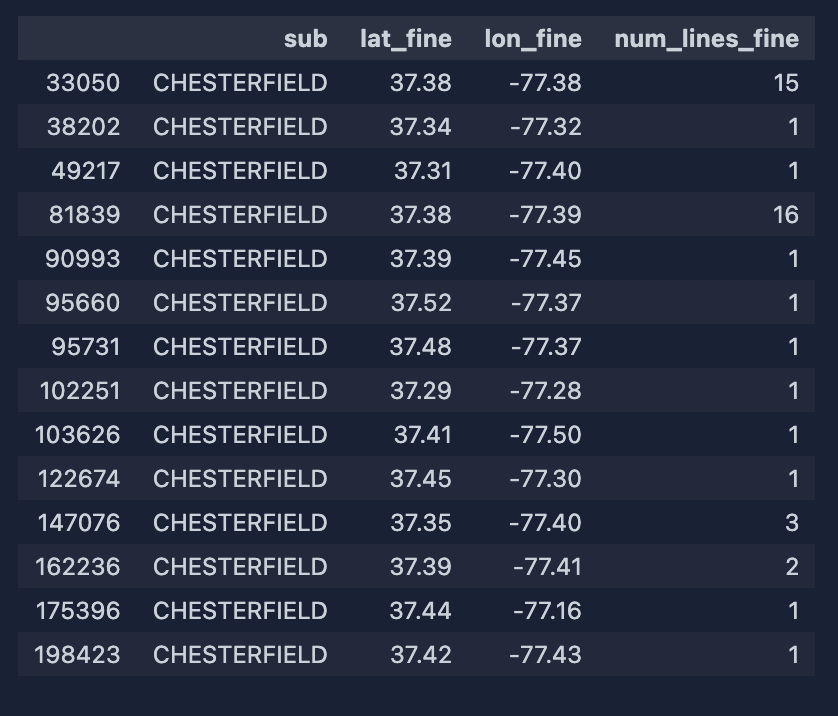 sub lat_fine lon_fine num_lines_fine
33050 CHESTERFIELD 37.38 -77.38 15
38202 CHESTERFIELD 37.34 -77.32 1
49217 CHESTERFIELD 37.31 -77.40 1
81839 CHESTERFIELD 37.38 -77.39 16
90993 CHESTERFIELD 37.39 -77.45 1
95660 CHESTERFIELD 37.52 -77.37 1
95731 CHESTERFIELD 37.48 -77.37 1
102251 CHESTERFIELD 37.29 -77.28 1
103626 CHESTERFIELD 37.41 -77.50 1
122674 CHESTERFIELD 37.45 -77.30 1
147076 CHESTERFIELD 37.35 -77.40 3
162236 CHESTERFIELD 37.39 -77.41 2
175396 CHESTERFIELD 37.44 -77.16 1
198423 CHESTERFIELD 37.42 -77.43 1